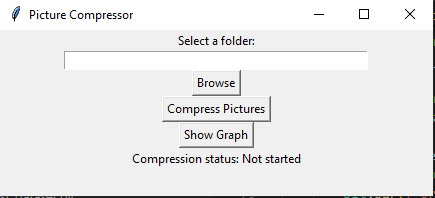 Picture Compressor
Select a folder:
Browse
Compress Pictures
Show Graph
Compression status: Not started